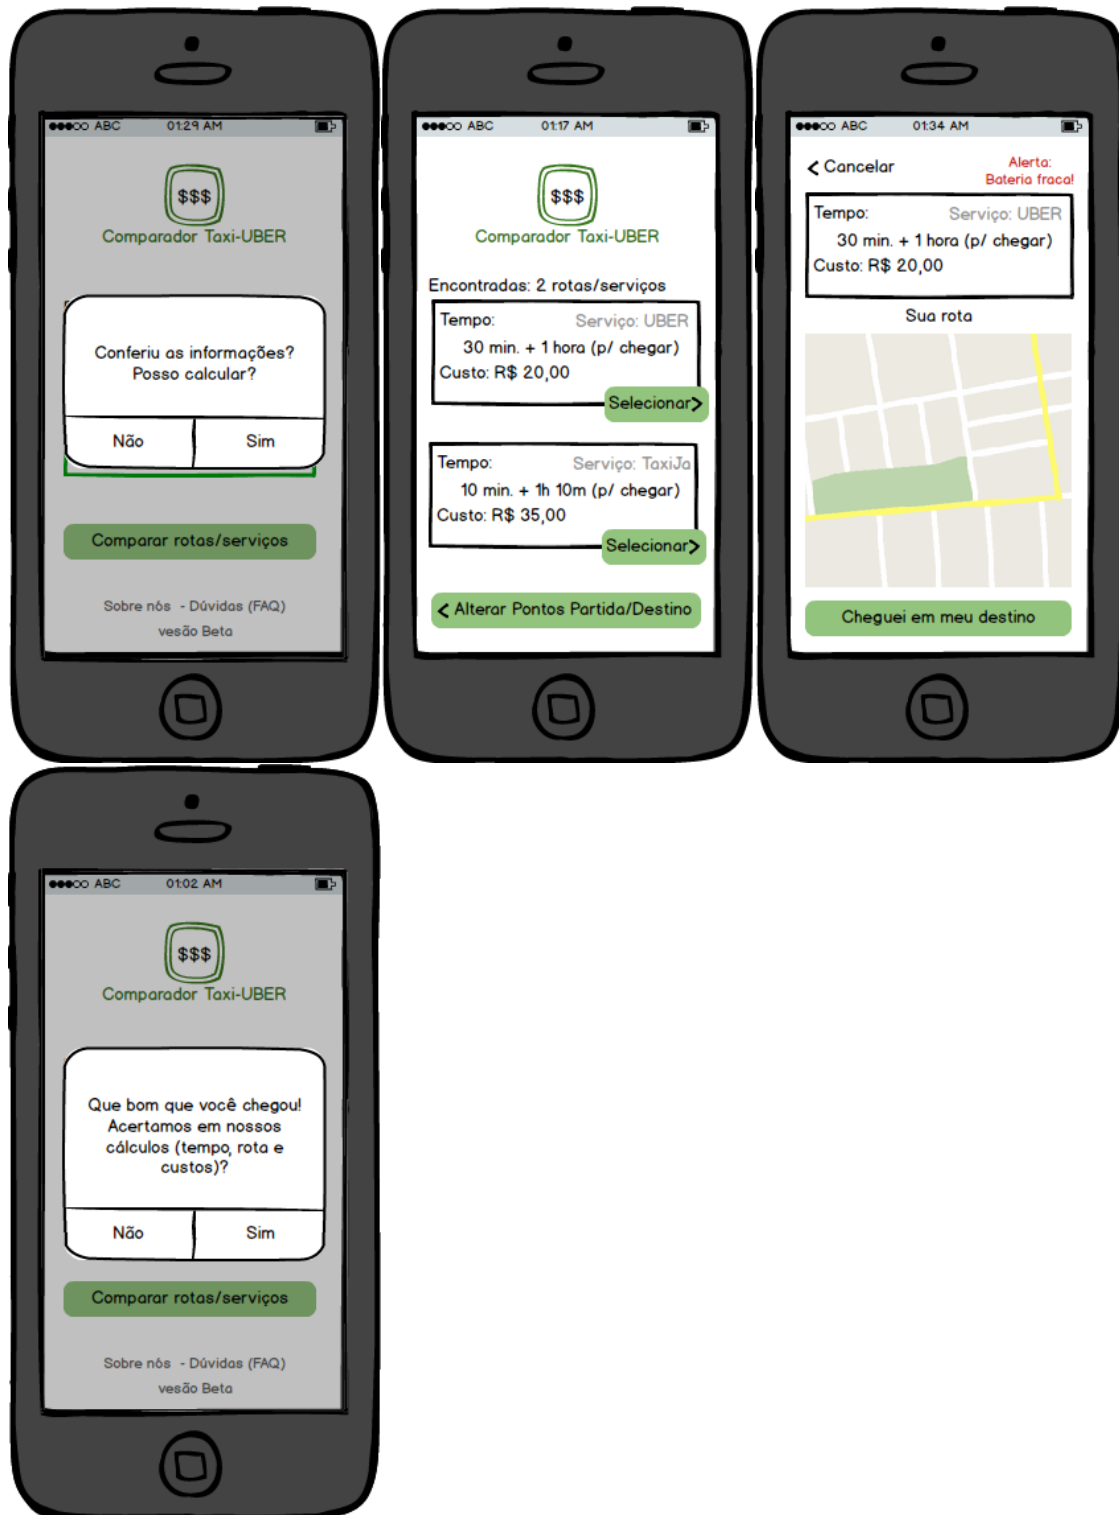 ABC 01:29 AM
$$$
Comparador Taxi-UBER
Conferiu as informações?
Posso calcular?
Não Sim
Comparar rotas/serviços
Sobre nós - Dúvidas (FAQ)
vesão Beta
ABC 01:17 AM
$$$
Comparador Taxi-UBER
Encontradas: 2 rotas/serviços
Tempo: Serviço: UBER
30 min. + 1 hora (p/ chegar)
Custo: R$ 20,00
Selecionar>
Tempo: Serviço: TaxiJa
10 min. + 1h 10m (p/ chegar)
Custo: R$ 35,00
Selecionar>
< Alterar Pontos Partida/Destino
ABC 01:34 AM
< Cancelar
Alerta:
Bateria fraca!
Tempo: Serviço: UBER
30 min. + 1 hora (p/ chegar)
Custo: R$ 20,00
Sua rota
Cheguei em meu destino
ABC 01:02 AM
$$$
Comparador Taxi-UBER
Que bom que você chegou!
Acertamos em nossos
cálculos (tempo, rota e
custos)?
Não Sim
Comparar rotas/serviços
Sobre nós - Dúvidas (FAQ)
vesão Beta